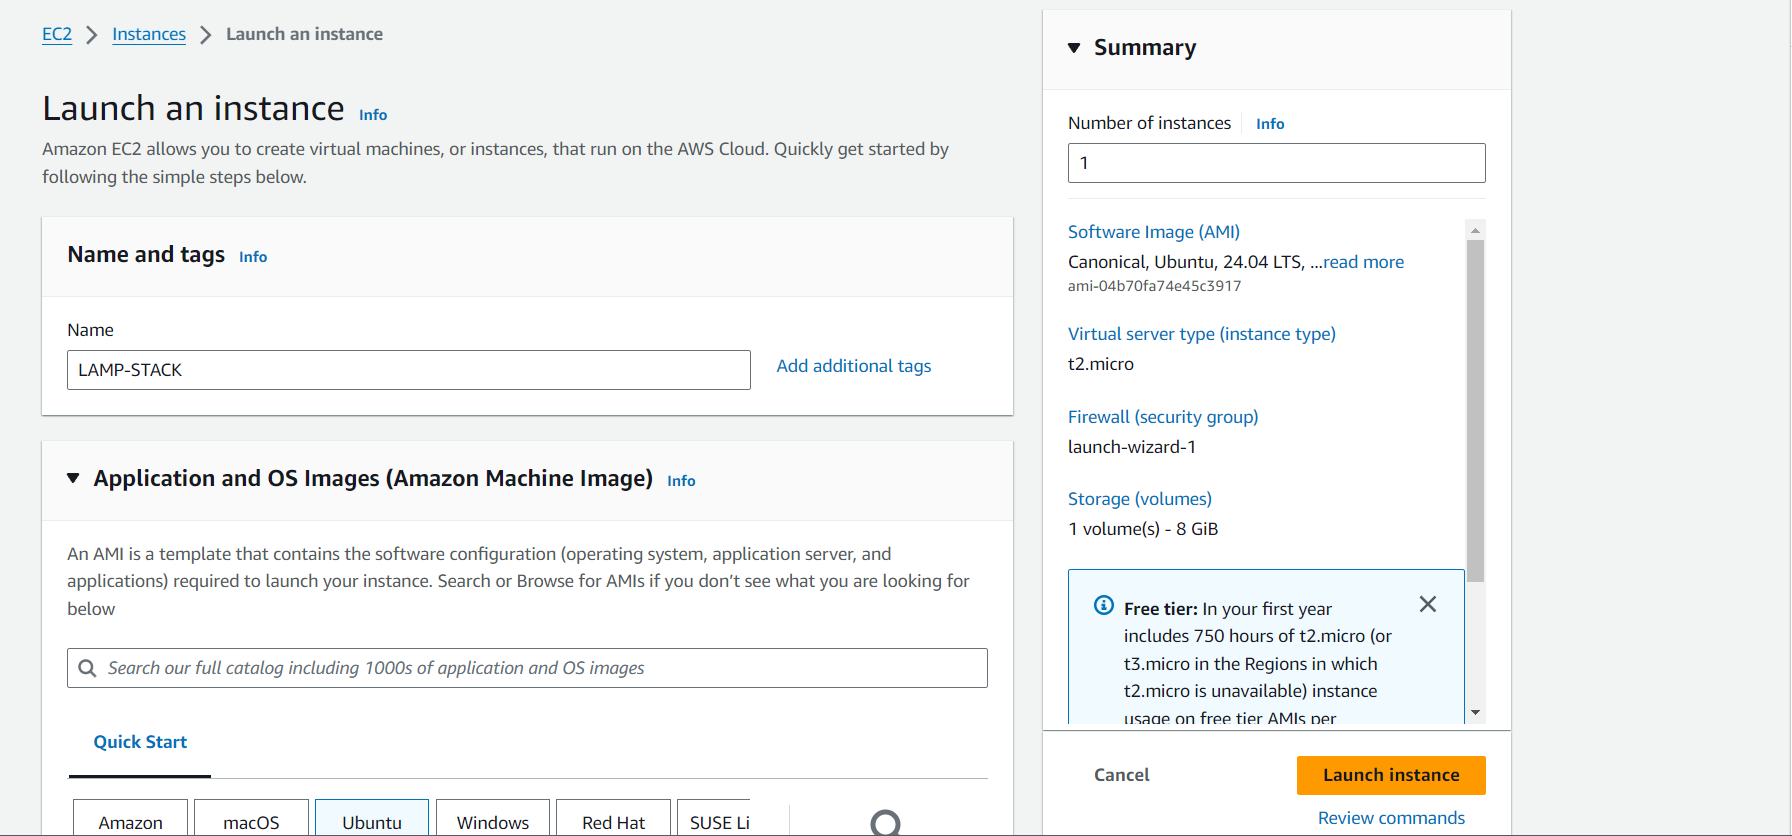 EC2 > Instances > Launch an instance
Launch an instance Info
Amazon EC2 allows you to create virtual machines, or instances, that run on the AWS Cloud. Quickly get started by
following the simple steps below.
Name and tags Info
Name
LAMP-STACK
Add additional tags
Application and OS Images (Amazon Machine Image) Info
An AMI is a template that contains the software configuration (operating system, application server, and
applications) required to launch your instance. Search or Browse for AMIs if you don’t see what you are looking for
below
Search our full catalog including 1000s of application and OS images
Quick Start
Amazon
macOS
Ubuntu
Windows
Red Hat
SUSE Li
Summary
Number of instances Info
1
Software Image (AMI)
Canonical, Ubuntu, 24.04 LTS, ...read more
ami-04b70fa74e45c3917
Virtual server type (instance type)
t2.micro
Firewall (security group)
launch-wizard-1
Storage (volumes)
1 volume(s) - 8 GiB
Free tier: In your first year
includes 750 hours of t2.micro (or
t3.micro in the Regions in which
t2.micro is unavailable) instance
usage on free tier AMIs per
Cancel
Launch instance
Review commands